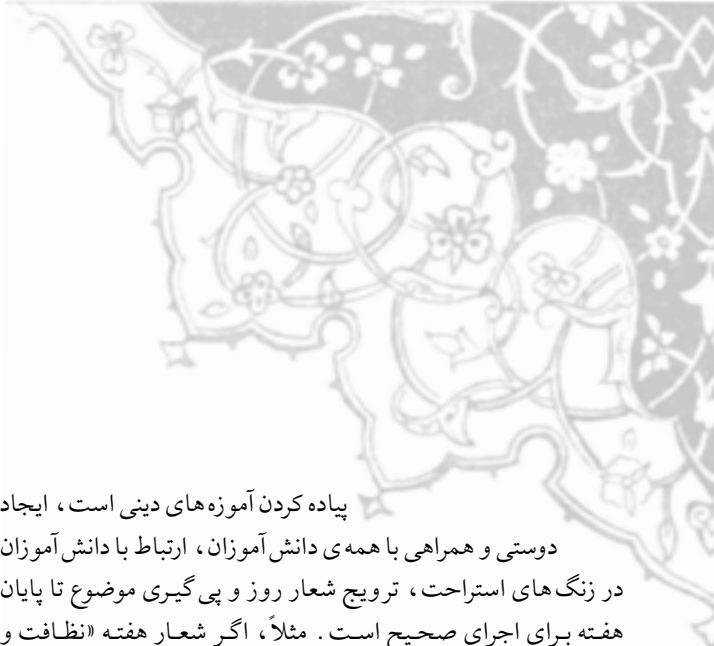 پیاده کردن آموزه‌های دینی است، ایجاد
دوستی و همراهی با همه‌ی دانش‌آموزان، ارتباط با دانش‌آموزان
در زنگ‌های استراحت، ترویج شعار روز و پی‌گیری موضوع تا پایان
هفته برای اجرای صحیح است. مثلاً، اگر شعار هفته «نظافت و